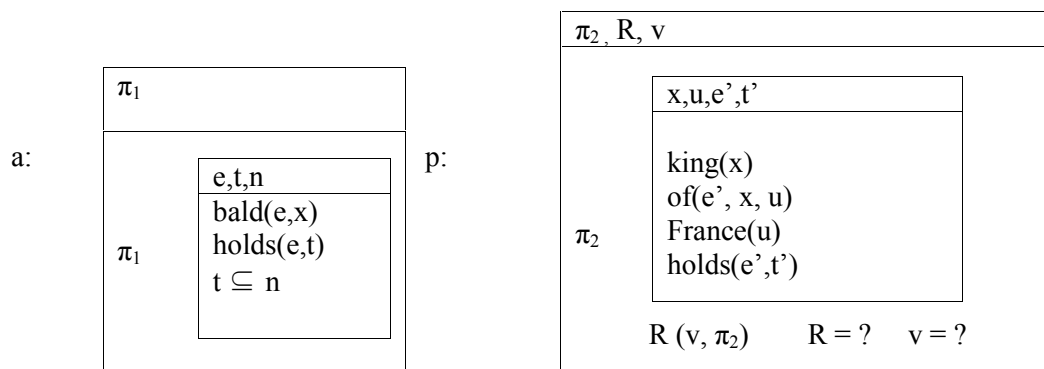 π₂ , R, v
π₁
x,u,e’,t’
a:
p:
e,t,n
king(x)
bald(e,x)
of(e’, x, u)
π₁
holds(e,t)
π₂
France(u)
t ⊆ n
holds(e’,t’)
R (v, π₂) R = ? v = ?